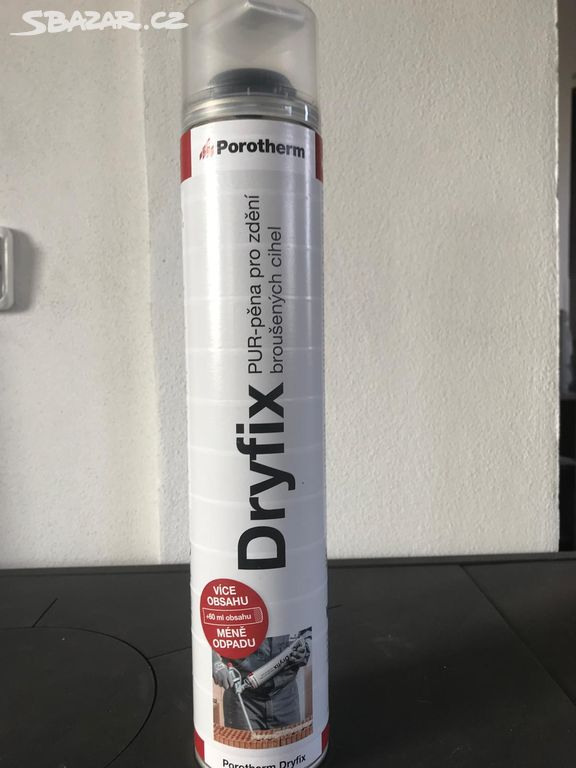 SBAZAR.CZ
Porotherm
Dryfix
PUR-pěna pro zdění
broušených cihel
VÍCE
OBSAHU
+60 ml obsahu
MÉNĚ
ODPADU
Dryfix
Porotherm Dryfix